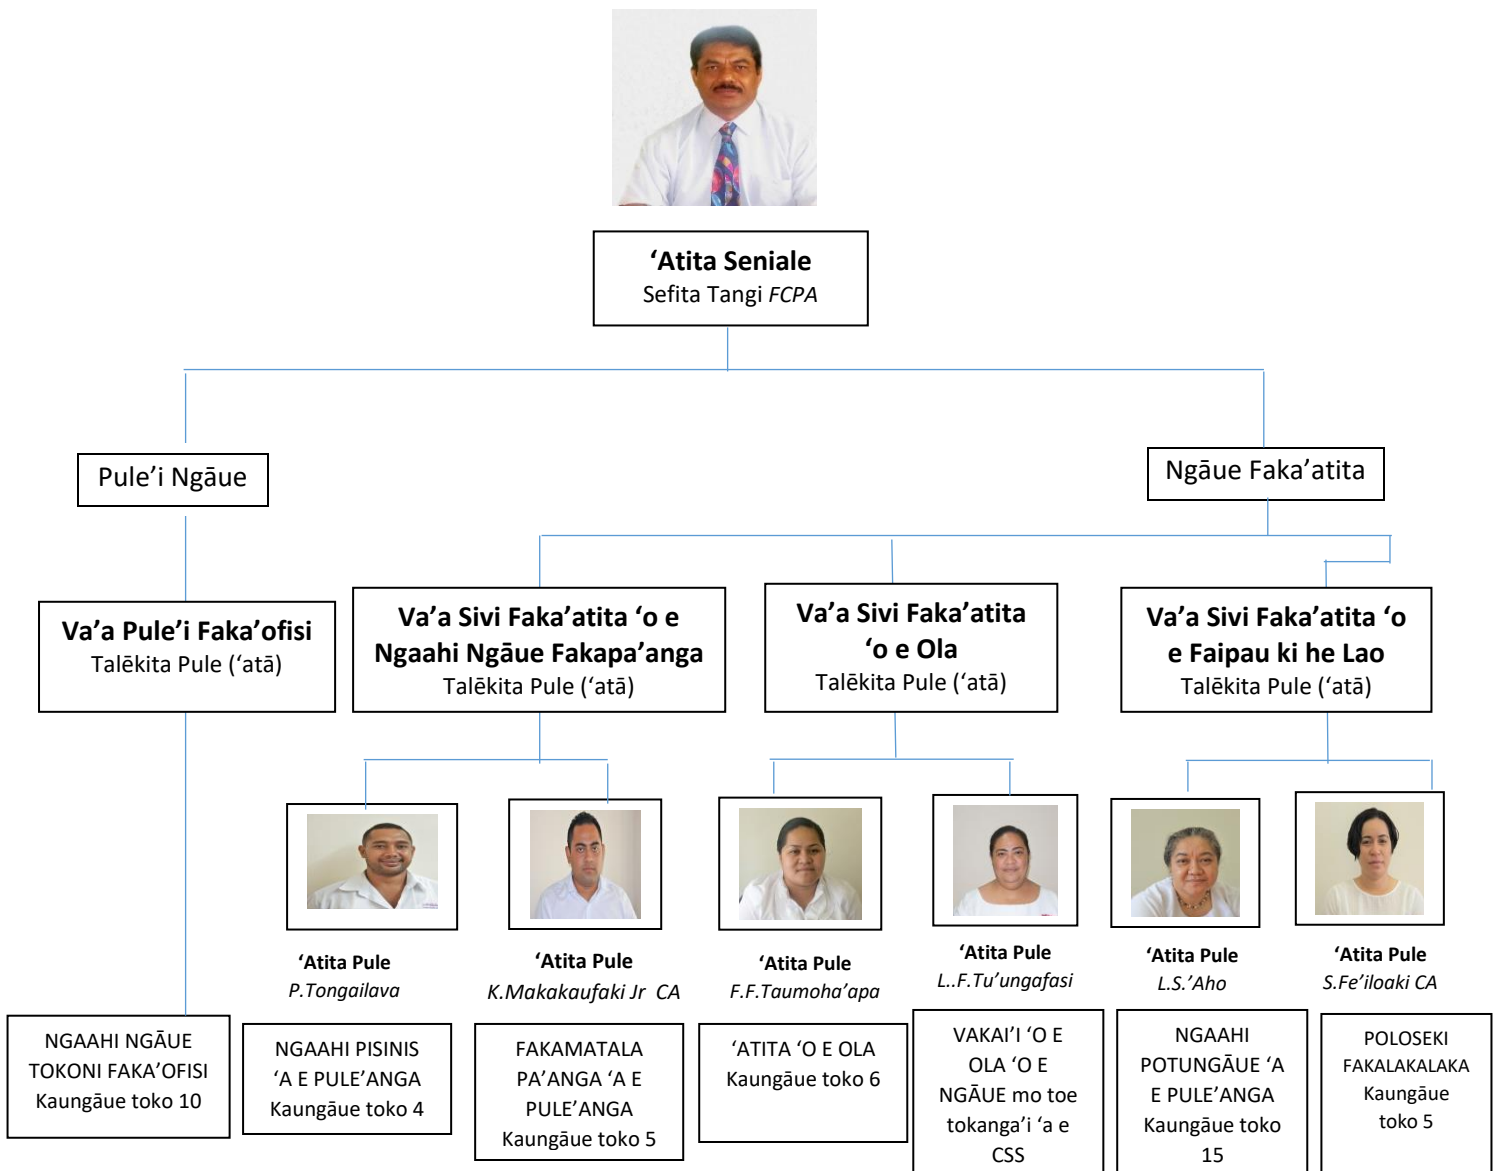 ‘Atita Seniale
Sefita Tangi FCPA
Pule’i Ngāue
Ngāue Faka’atita
Va’a Pule’i Faka’ofisi
Talēkita Pule (‘atā)
Va’a Sivi Faka’atita ‘o e
Ngaahi Ngāue Fakapa’anga
Talēkita Pule (‘atā)
Va’a Sivi Faka’atita
‘o e Ola
Talēkita Pule (‘atā)
Va’a Sivi Faka’atita ‘o
e Faipau ki he Lao
Talēkita Pule (‘atā)
‘Atita Pule
P.Tongailava
‘Atita Pule
K.Makakaufaki Jr CA
‘Atita Pule
F.F.Taumoha’apa
‘Atita Pule
L..F.Tu’ungafasi
‘Atita Pule
L.S.’Aho
‘Atita Pule
S.Fe’iloaki CA
NGAAHI NGĀUE
TOKONI FAKA’OFISI
Kaungāue toko 10
NGAAHI PISINIS
‘A E PULE’ANGA
Kaungāue toko 4
FAKAMATALA
PA’ANGA ‘A E
PULE’ANGA
Kaungāue toko 5
‘ATITA ‘O E OLA
Kaungāue toko 6
VAKAI’I ‘O E
OLA ‘O E
NGĀUE mo toe
tokanga’i ‘a e
CSS
NGAAHI
POTUNGĀUE ‘A
E PULE’ANGA
Kaungāue toko
15
POLOSEKI
FAKALAKALAKA
Kaungāue
toko 5